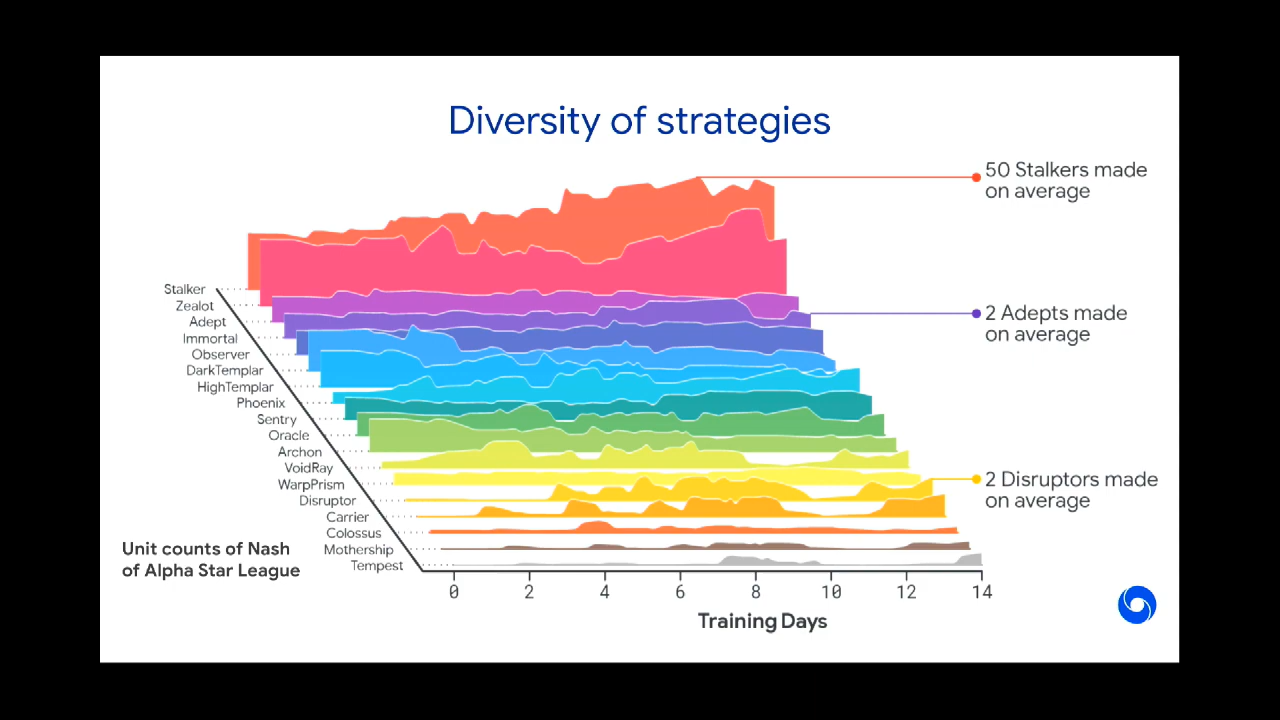 Diversity of strategies
50 Stalkers made
on average
Stalker
Zealot
Adept
2 Adepts made
on average
Immortal
Observer
DarkTemplar
HighTemplar
Phoenix
Sentry
Oracle
Archon
VoidRay
WarpPrism
2 Disruptors made
on average
Disruptor
Carrier
Colossus
Mothership
Tempest
Unit counts of Nash
of Alpha Star League
0 2 4 6 8 10 12 14
Training Days